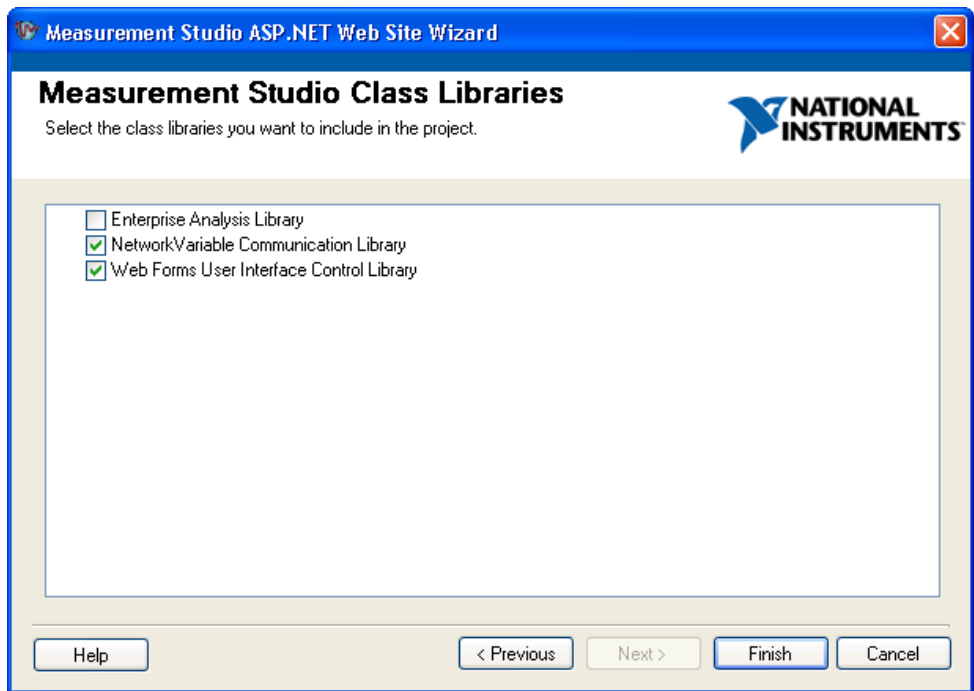 Measurement Studio ASP.NET Web Site Wizard
Measurement Studio Class Libraries
Select the class libraries you want to include in the project.
NATIONAL
INSTRUMENTS
Enterprise Analysis Library
NetworkVariable Communication Library
Web Forms User Interface Control Library
Help
< Previous
Next >
Finish
Cancel